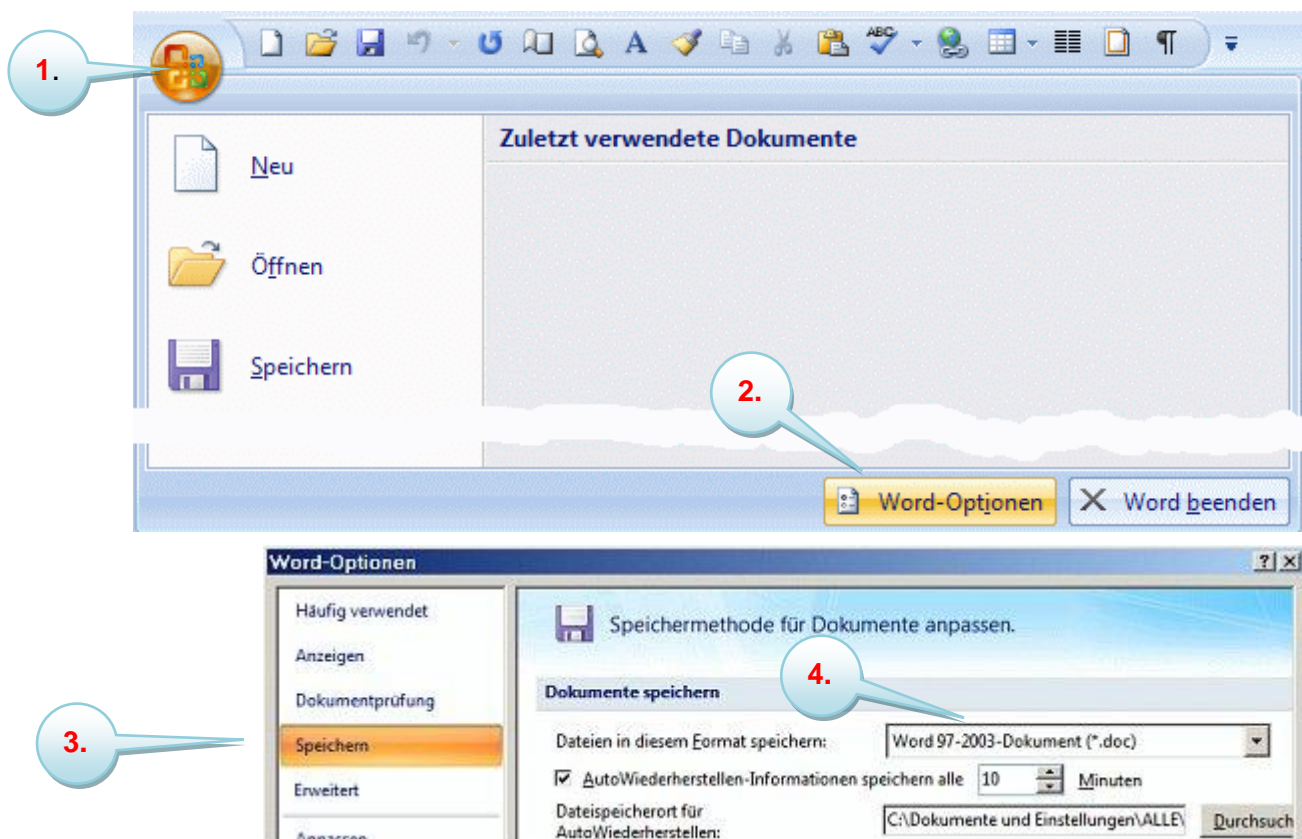 1.
ABC
Zuletzt verwendete Dokumente
Neu
Öffnen
Speichern
2.
Word-Optionen
Word beenden
Word-Optionen
Häufig verwendet
Speichermethode für Dokumente anpassen.
Anzeigen
4.
Dokumente speichern
Dokumentprüfung
3.
Speichern
Dateien in diesem Format speichern: Word 97-2003-Dokument (*.doc)
AutoWiederherstellen-Informationen speichern alle 10 Minuten
Erweitert
Dateispeicherort für
AutoWiederherstellen: C:\Dokumente und Einstellungen\ALLE\ Durchsuch
Anpassen